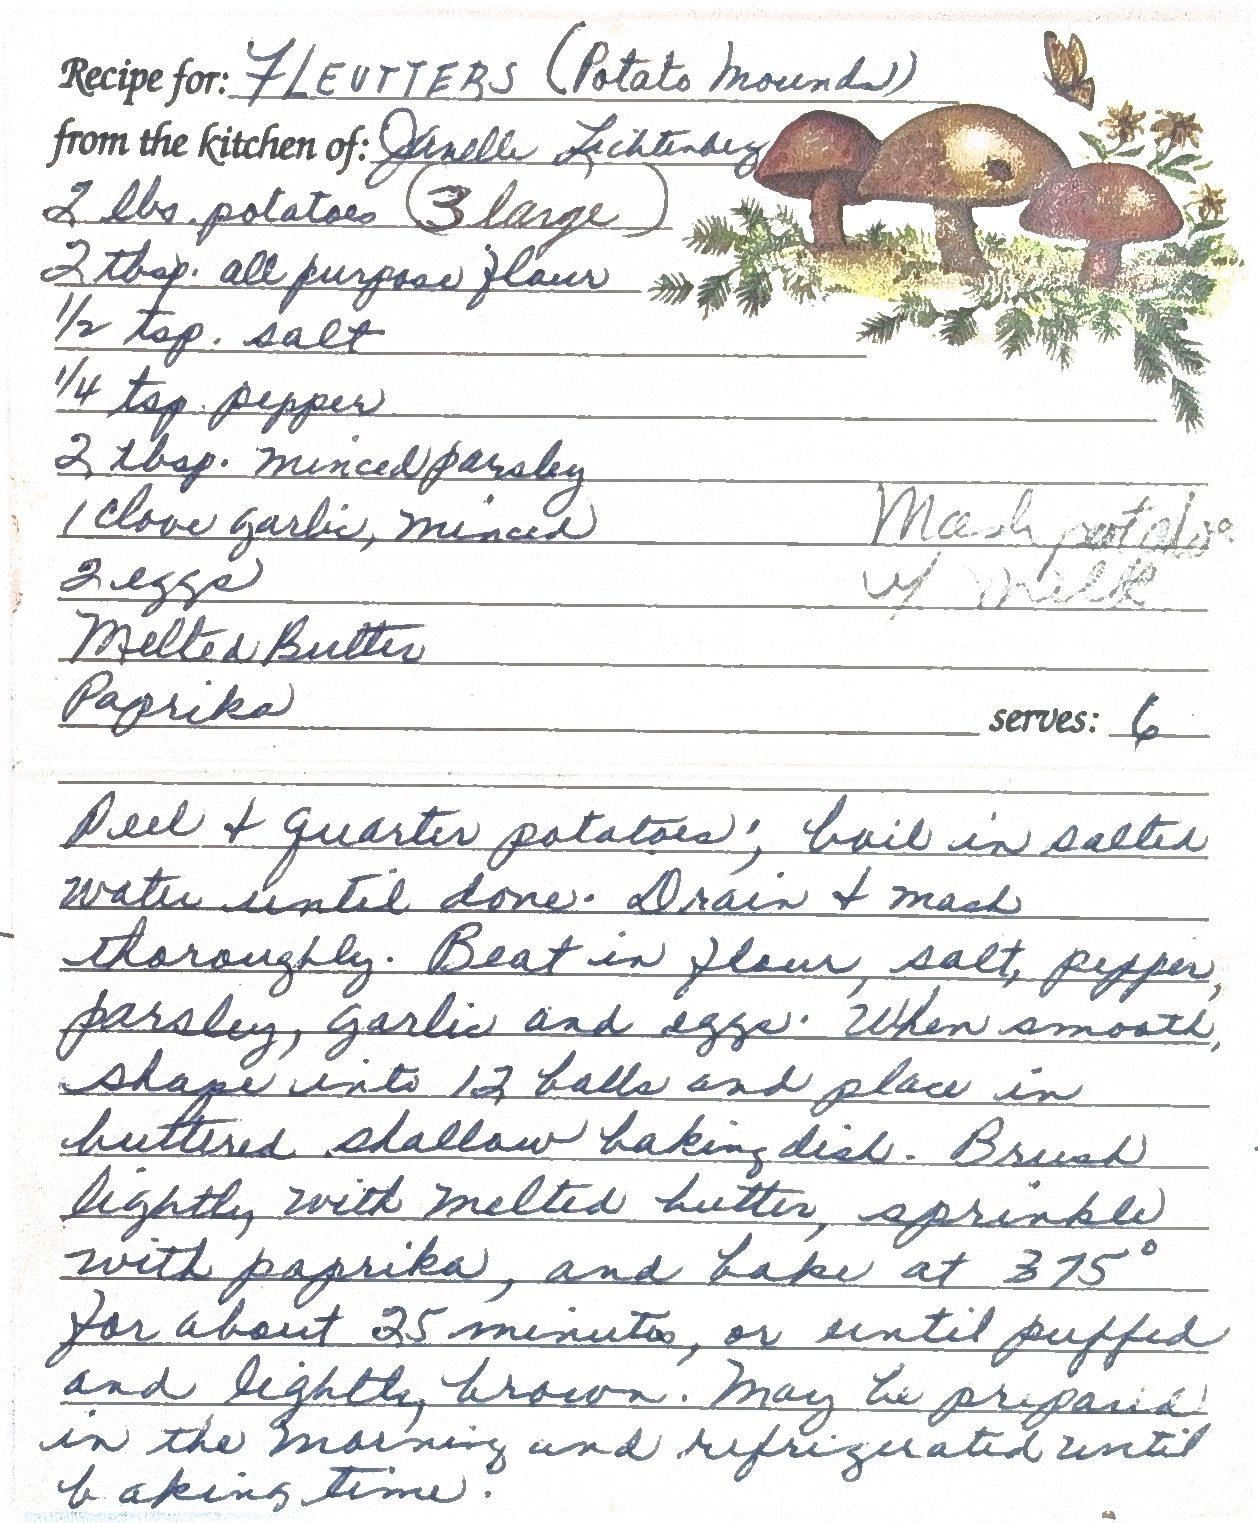 Recipe for: FLEUTTERS (Potato Mounds)
from the kitchen of: Janelle Lichtenberg
2 lbs. potatoes (3 large)
2 tbsp. all purpose flour
1/2 tsp. salt
1/4 tsp. pepper
2 tbsp. minced parsley
1 clove garlic, minced
Mash potatoes
2 eggs
w/ milk
Melted Butter
Paprika
serves: 6
Peel + Quarter potatoes; boil in salted
water until done. Drain + mash
thoroughly. Beat in flour, salt, pepper,
parsley, garlic and eggs. When smooth,
shape into 12 balls and place in
buttered shallow baking dish. Brush
lightly with melted butter, sprinkle
with paprika, and bake at 375°
for about 25 minutes, or until puffed
and lightly brown. May be prepared
in the morning and refrigerated until
baking time.